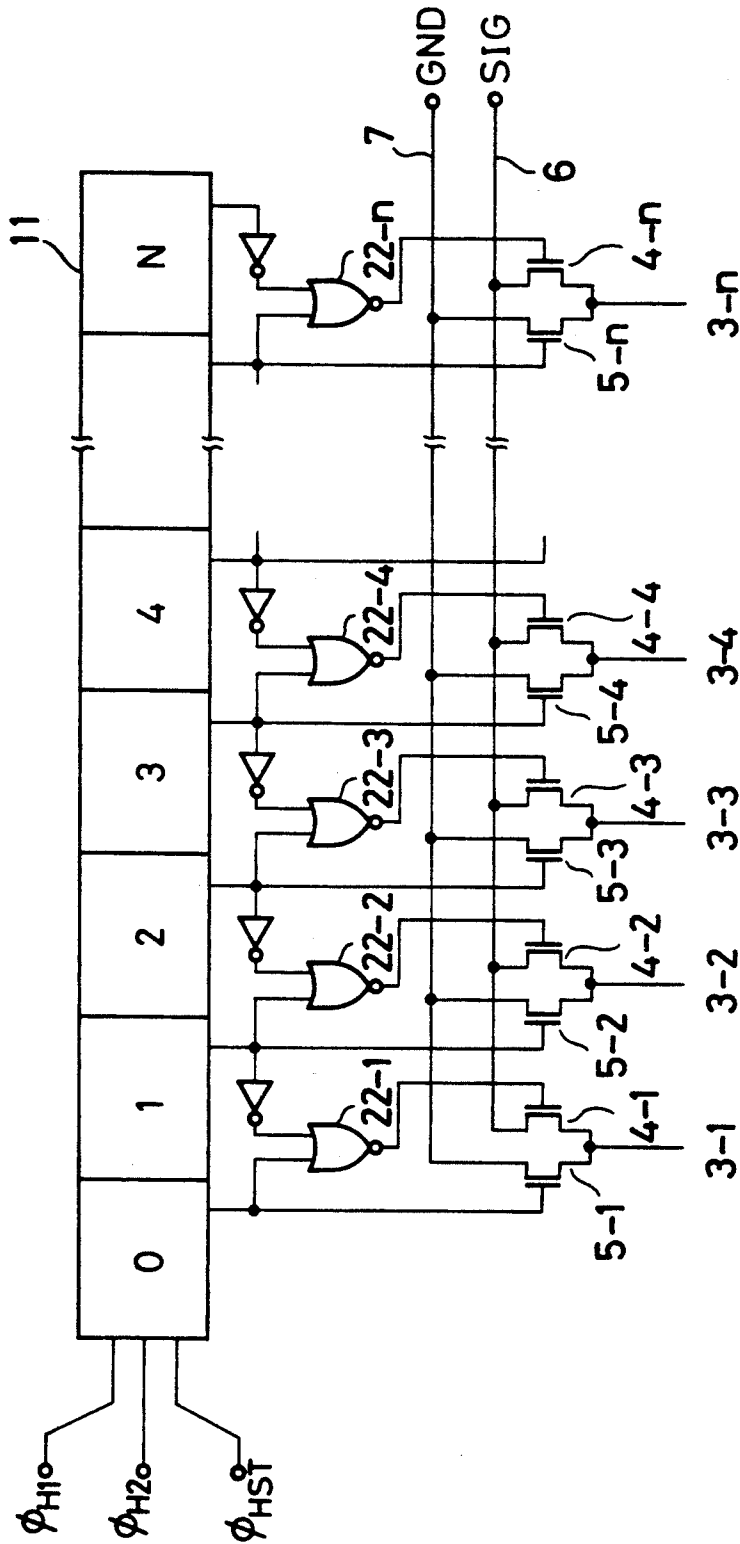 11
φH1
φH2
φHST
0 1 2 3 4 N
22-1 22-2 22-3 22-4 22-n
7 GND
SIG
6
5-1 4-1 5-2 4-2 5-3 4-3 5-4 4-4 5-n 4-n
3-1 3-2 3-3 3-4 3-n